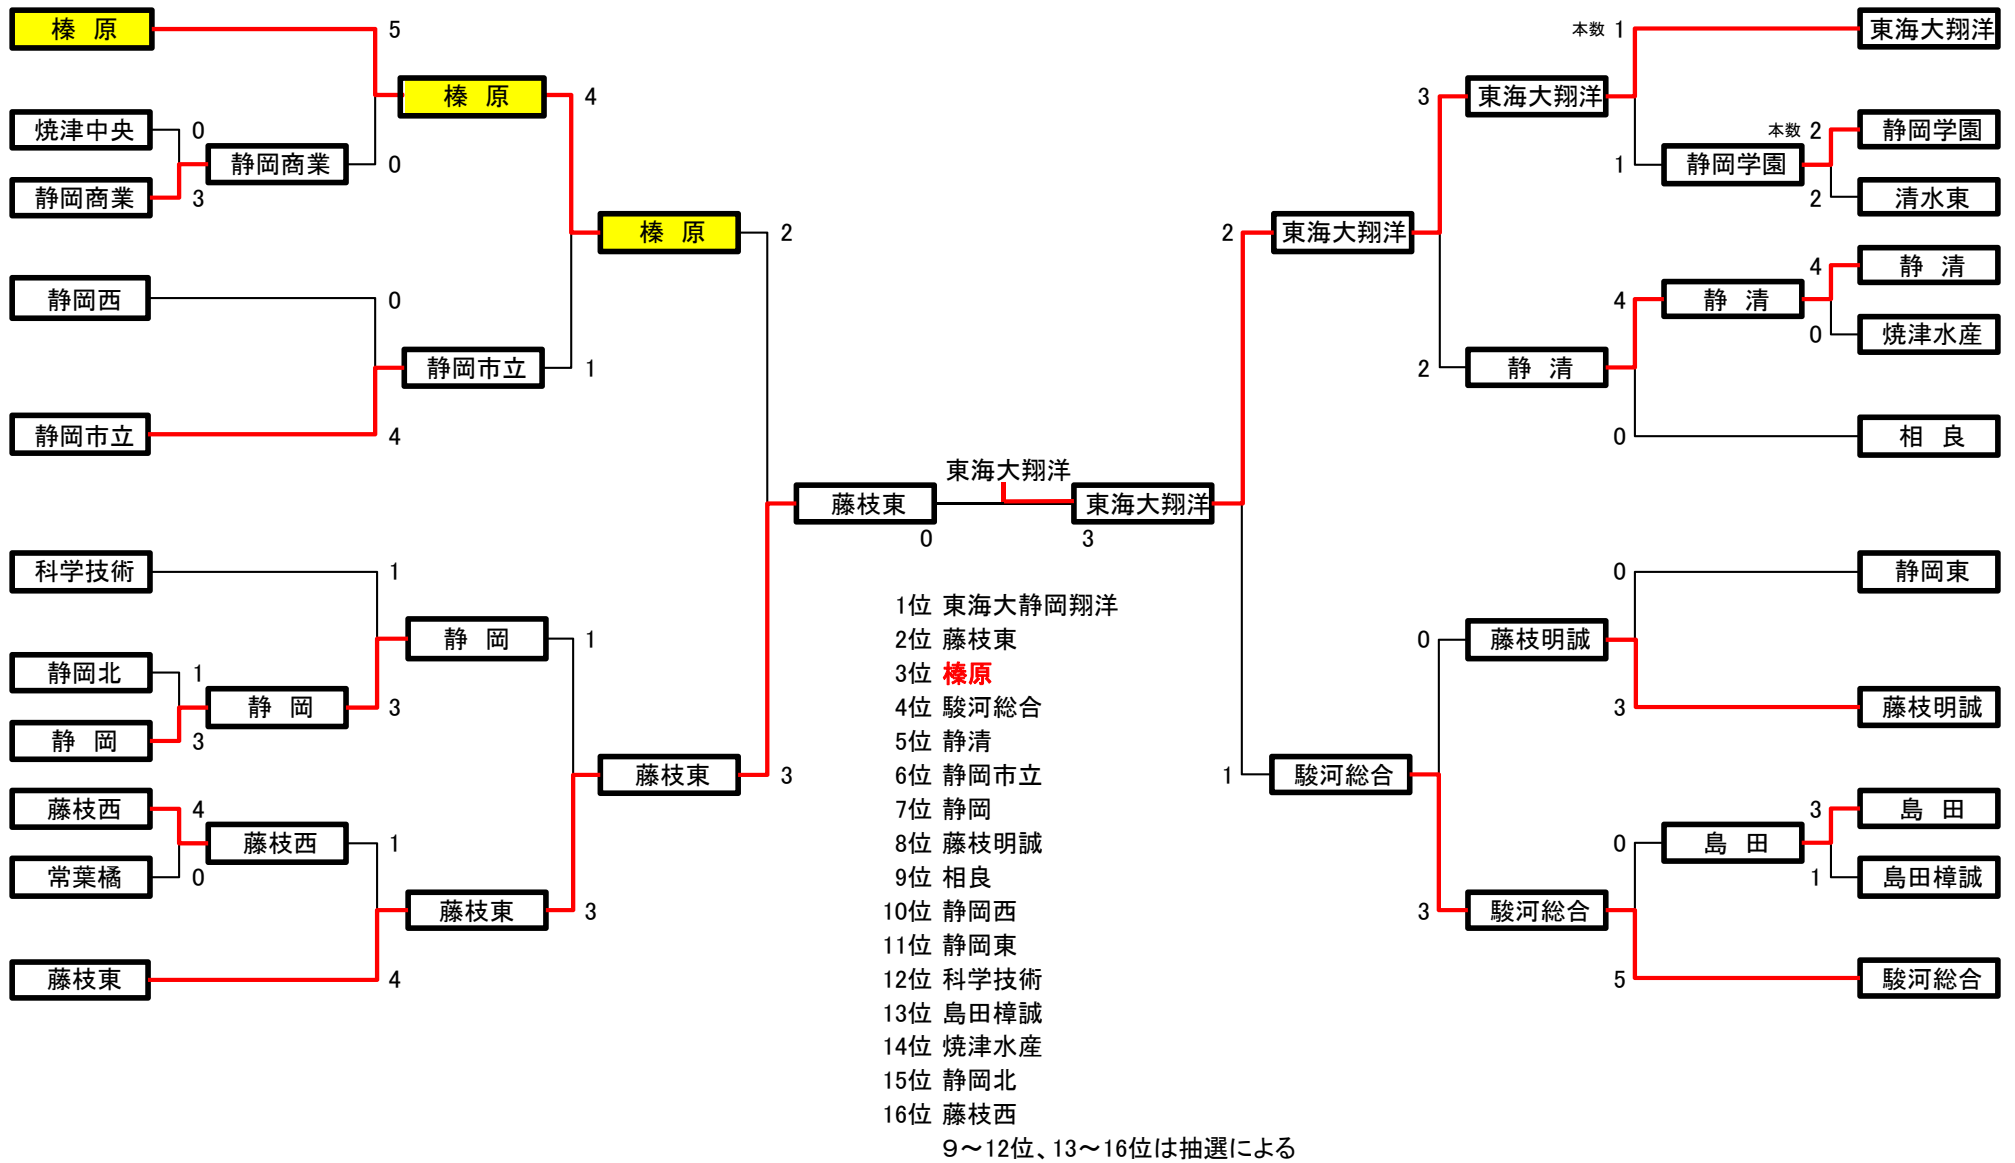 榛 原
5
榛 原
4
焼津中央
0
静岡商業
0
静岡商業
3
榛 原
2
静岡西
0
静岡市立
1
静岡市立
4
科学技術
1
静 岡
1
静岡北
1
静 岡
3
静 岡
3
藤枝東
3
藤枝西
4
藤枝西
1
常葉橘
0
藤枝東
3
藤枝東
4
藤枝東
0
東海大翔洋
東海大翔洋
3
本数 1
東海大翔洋
3
東海大翔洋
本数 2
静岡学園
1
静岡学園
2
清水東
2
東海大翔洋
4
静 清
4
静 清
0
焼津水産
2
静 清
0
相 良
0
静岡東
0
藤枝明誠
3
藤枝明誠
1
駿河総合
3
島 田
0
島 田
1
島田樟誠
3
駿河総合
5
駿河総合
1位 東海大静岡翔洋
2位 藤枝東
3位 榛原
4位 駿河総合
5位 静清
6位 静岡市立
7位 静岡
8位 藤枝明誠
9位 相良
10位 静岡西
11位 静岡東
12位 科学技術
13位 島田樟誠
14位 焼津水産
15位 静岡北
16位 藤枝西
９～12位、13～16位は抽選による